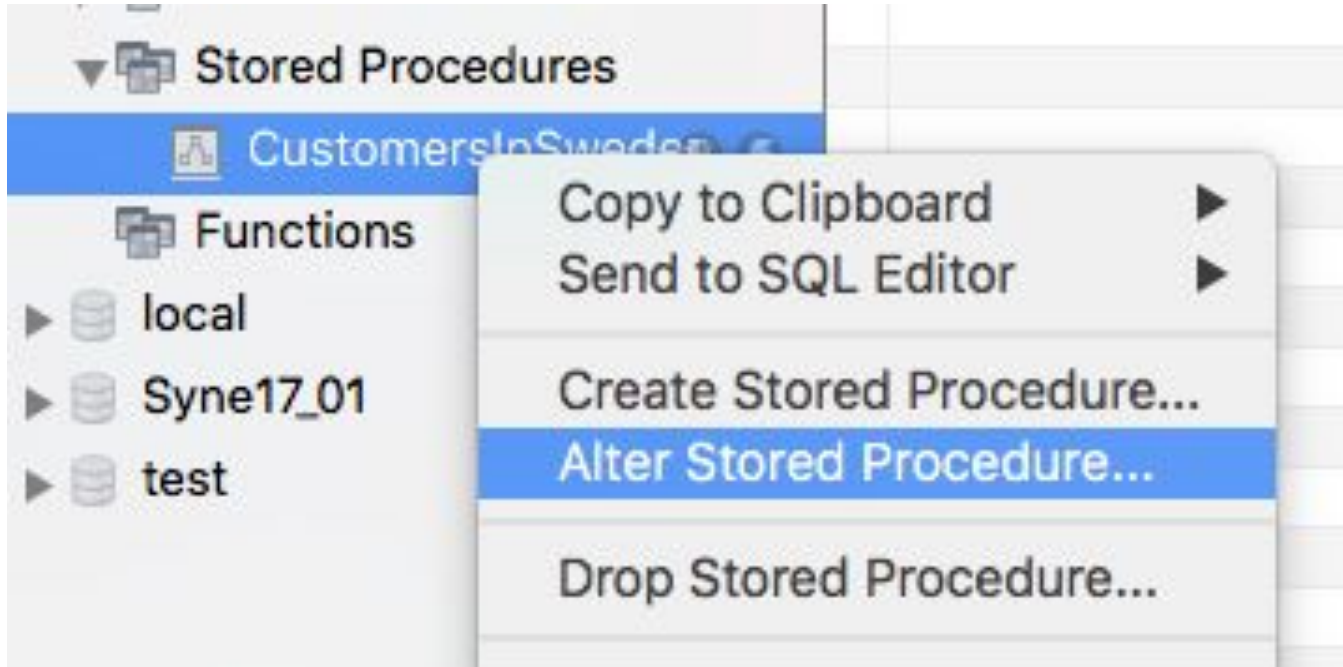 Stored Procedures
CustomersInSweden
Copy to Clipboard
Functions
Send to SQL Editor
local
Create Stored Procedure...
Syne17_01
Alter Stored Procedure...
test
Drop Stored Procedure...